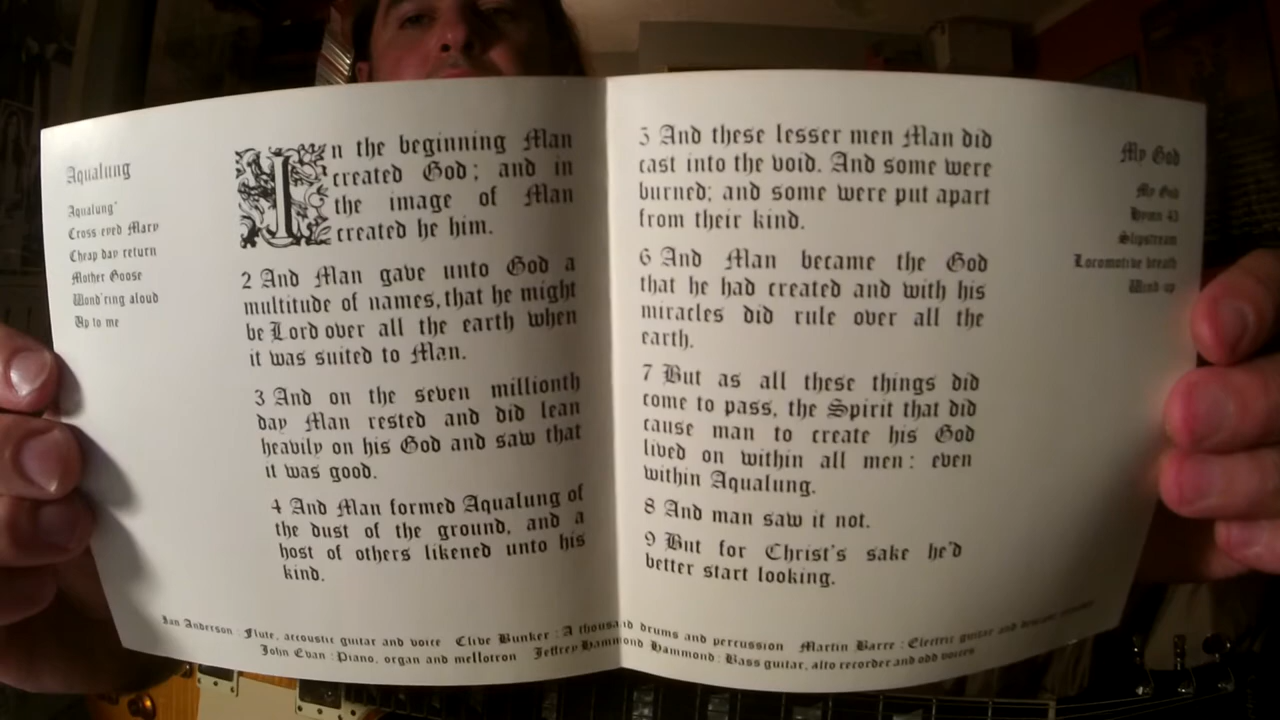 Aqualung
Aqualung
Cross eyed Mary
Cheap day return
Mother Goose
Wond'ring aloud
Up to me
In the beginning Man
created God; and in
the image of Man
created he him.
2 And Man gave unto God a
multitude of names, that he might
be Lord over all the earth when
it was suited to Man.
3 And on the seven millionth
day Man rested and did lean
heavily on his God and saw that
it was good.
4 And Man formed Aqualung of
the dust of the ground, and a
host of others likened unto his
kind.
5 And these lesser men Man did
cast into the void. And some were
burned; and some were put apart
from their kind.
6 And Man became the God
that he had created and with his
miracles did rule over all the
earth.
7 But as all these things did
come to pass, the Spirit that did
cause man to create his God
lived on within all men: even
within Aqualung.
8 And man saw it not.
9 But for Christ's sake he'd
better start looking.
My God
My God
Hymn 43
Slipstream
Locomotive breath
Wind-up
Ian Anderson : Flute, accoustic guitar and voice Clive Bunker : A thousand drums and percussion Martin Barre : Electric guitar and descant recorder
John Evan : Piano, organ and mellotron Jeffrey Hammond Hammond : Bass guitar, alto recorder and odd voices